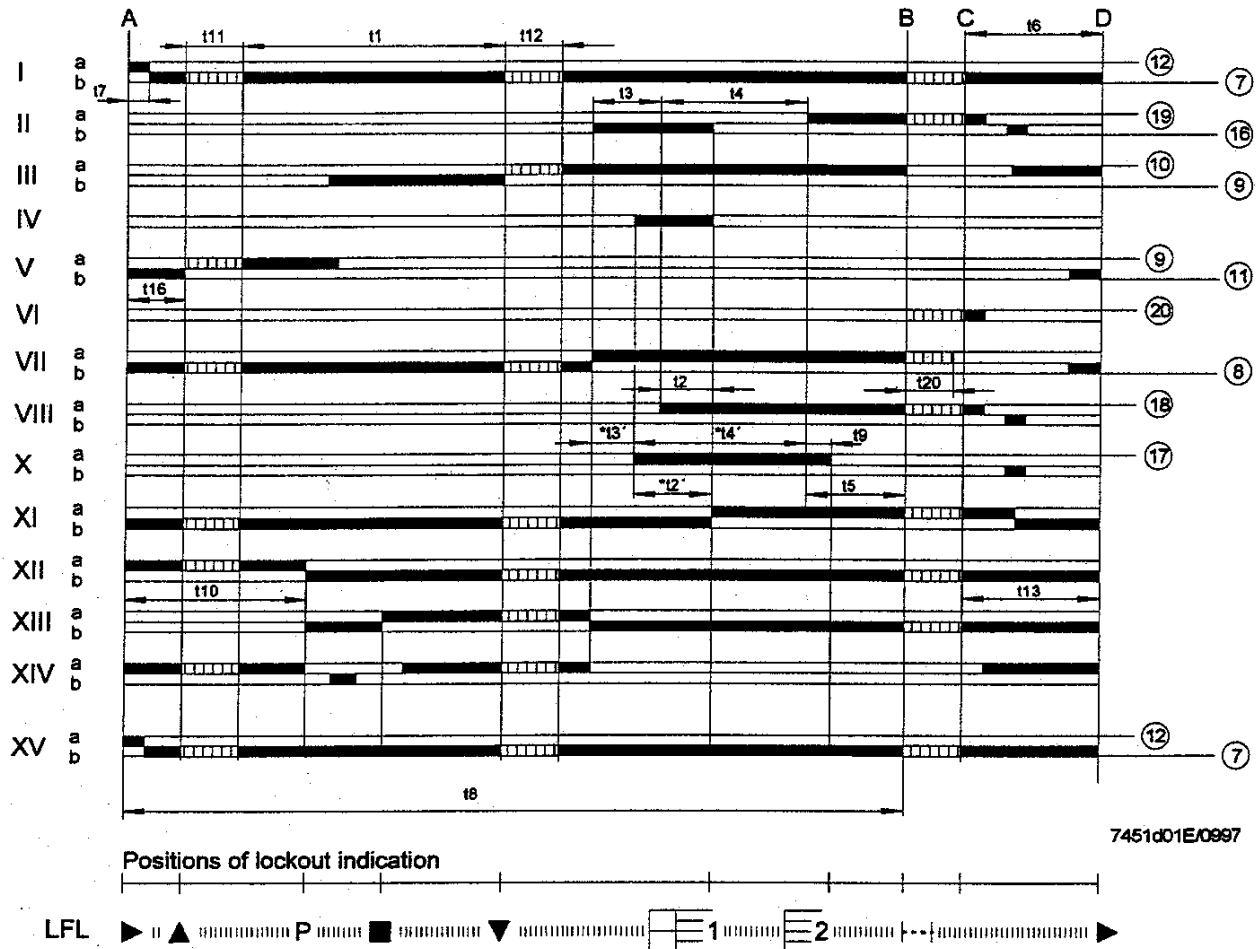 A B C D
t11 t1 t12 t6
I a b 12 7
t7 t3 t4
II a b 19 16
III a b 10 9
IV
V a b 9 11
t16
VI 20
VII a b 8
t2 t20
VIII a b 18
"t3´ "t4´ t9
X a b 17
"t2´ t5
XI a b
XII a b
t10 t13
XIII a b
XIV a b
XV a b 12 7
t8
7451d01E/0997
Positions of lockout indication
LFL P 1 2